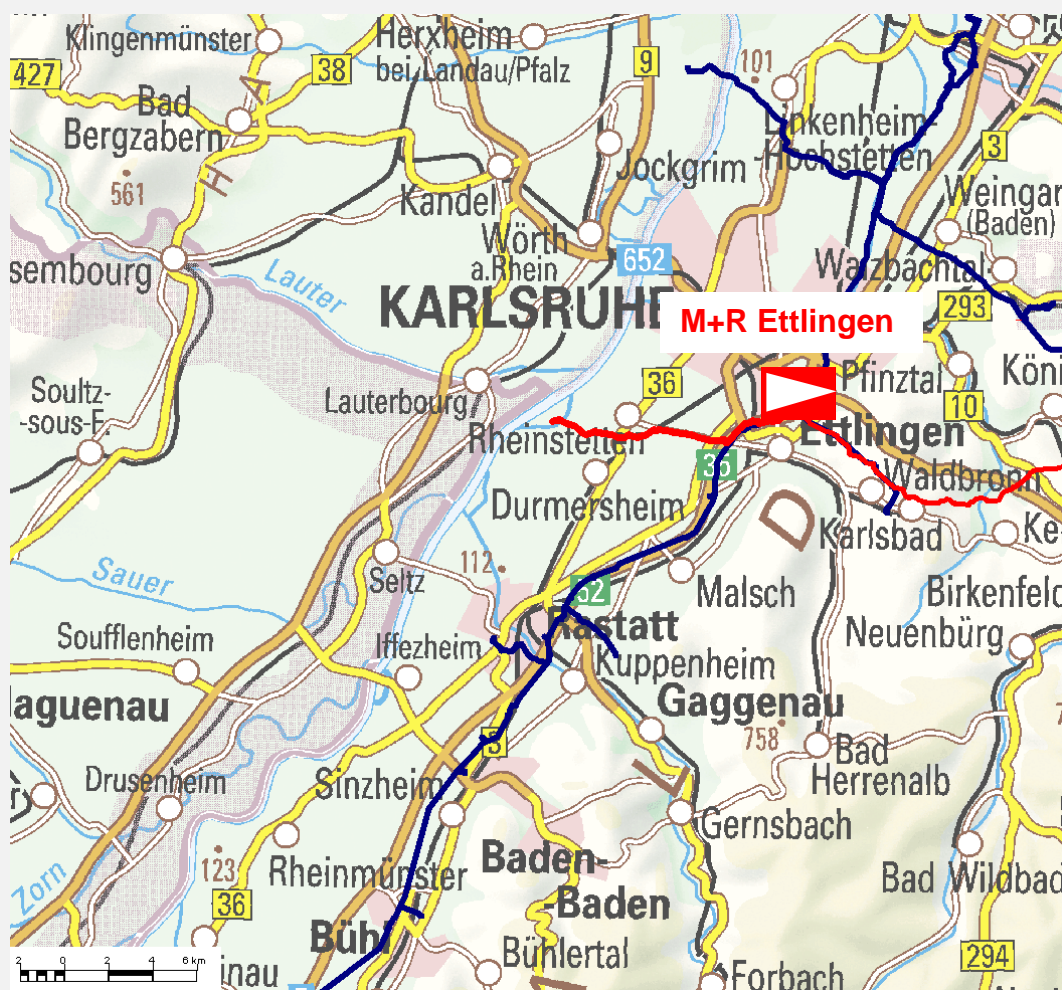 Klingenmünster
Herxheim
bei Landau/Pfalz
427
38
9
101
Bad
Bergzabern
Linkenheim-
-Hochstetten
3
561
H A
Jockgrim
Kandel
Weingar
(Baden)
Wörth
a.Rhein
652
Walzbachtal
sembourg
Lauter
KARLSRUHE
M+R Ettlingen
293
Soultz-
-sous-F.
Lauterbourg
36
Pfinztal
Köni
10
Rheinstetten
Ettlingen
35
Waldbronn
Durmersheim
D
Karlsbad
Ke
Sauer
Seltz
112
52
Malsch
Birkenfeld
Soufflenheim
Iffezheim
Rastatt
Neuenbürg
Kuppenheim
laguenau
Gaggenau
3
758
7
Bad
Herrenalb
Drusenheim
Sinzheim
L
Gernsbach
123
Zorn
Rheinmünster
Baden-
-Baden
Bad Wildbad
36
Bühl
Bühlertal
294
2 0 2 4 6 km
inau
Forbach